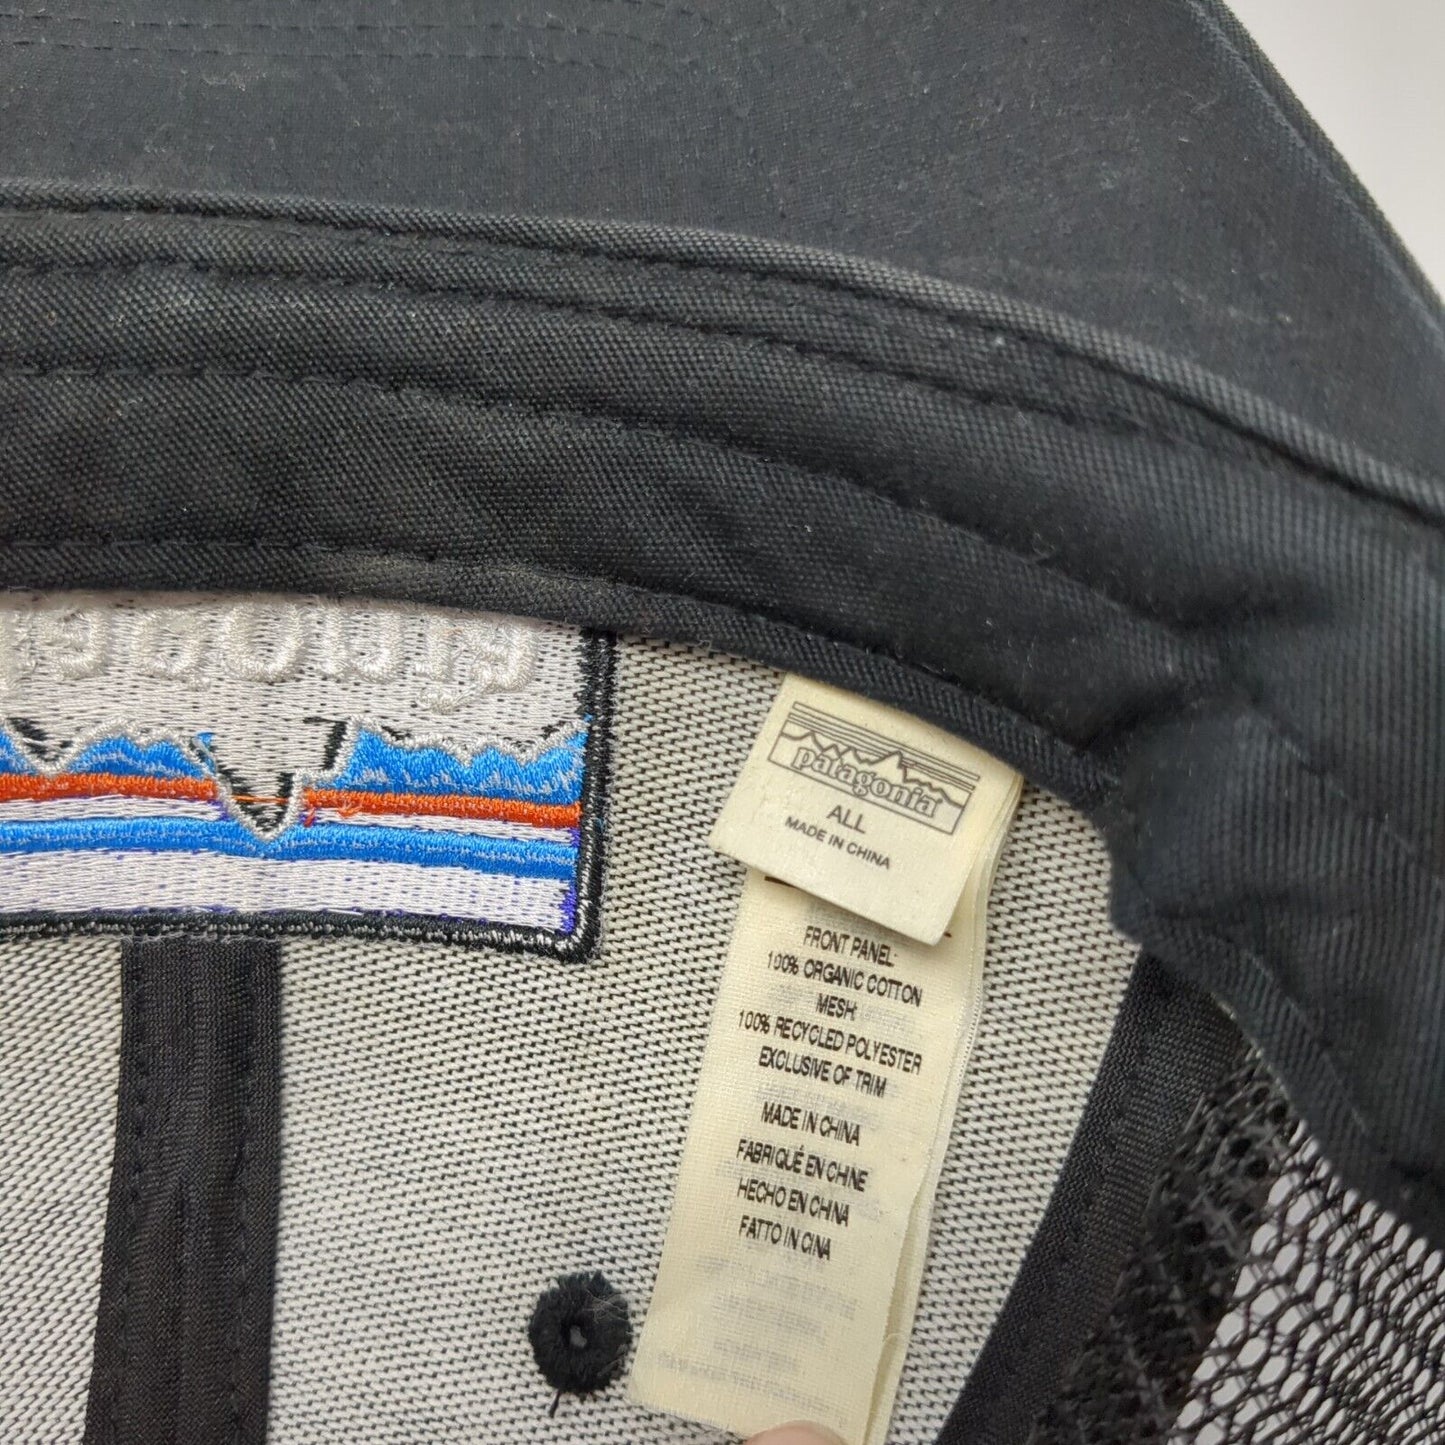 patagonia
ALL
MADE IN CHINA
FRONT PANEL:
100% ORGANIC COTTON
MESH:
100% RECYCLED POLYESTER
EXCLUSIVE OF TRIM
MADE IN CHINA
FABRIQUÉ EN CHINE
HECHO EN CHINA
FATTO IN CINA